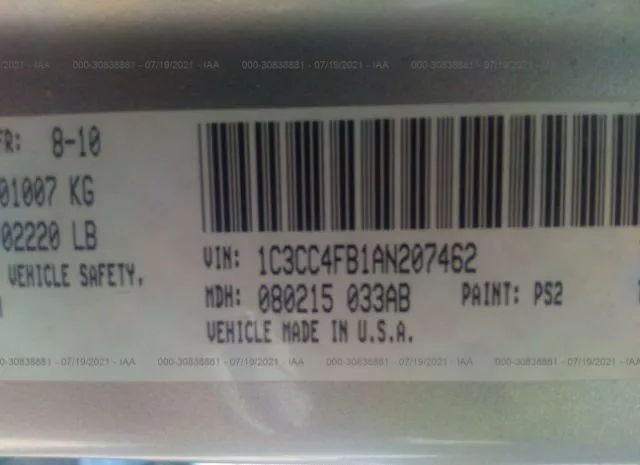 /19/2021 - IAA 000-30838881 - 07/19/2021 - IAA 000-30838881 - 07/19/2021 - IAA 000-30838881 -
FR: 8-10
01007 KG
02220 LB
VEHICLE SAFETY,
VIN: 1C3CC4FB1AN207462
MDH: 080215 033AB PAINT: PS2
VEHICLE MADE IN U.S.A.
00-30838881 - 07/19/2021 - IAA 000-30838881 - 07/19/2021 - IAA 000-30838881 - 07/19/2021 - IAA